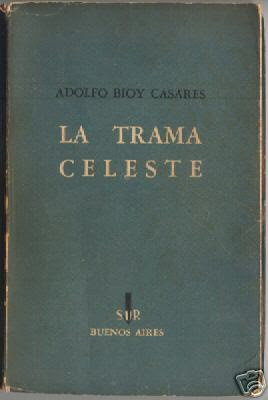 ADOLFO BIOY CASARES
LA TRAMA
CELESTE
SUR
BUENOS AIRES